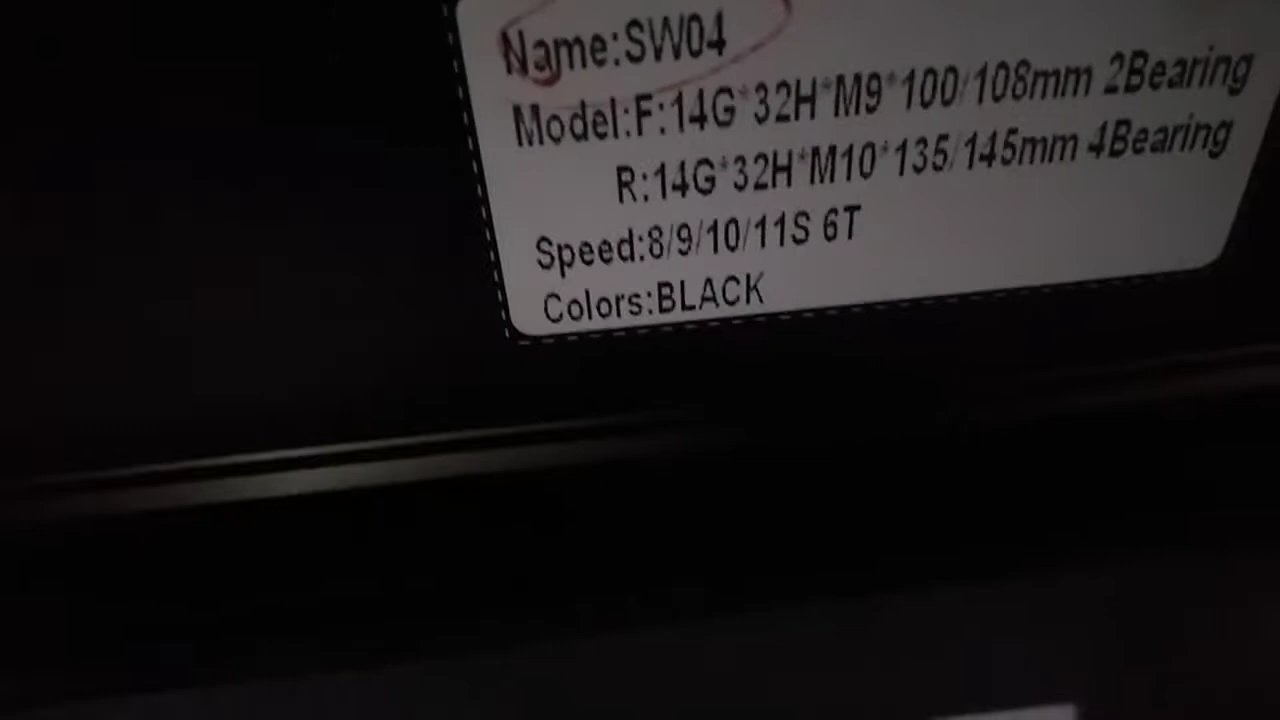 Name:SW04
Model:F:14G*32H*M9*100/108mm 2Bearing
R:14G*32H*M10*135/145mm 4Bearing
Speed:8/9/10/11S 6T
Colors:BLACK